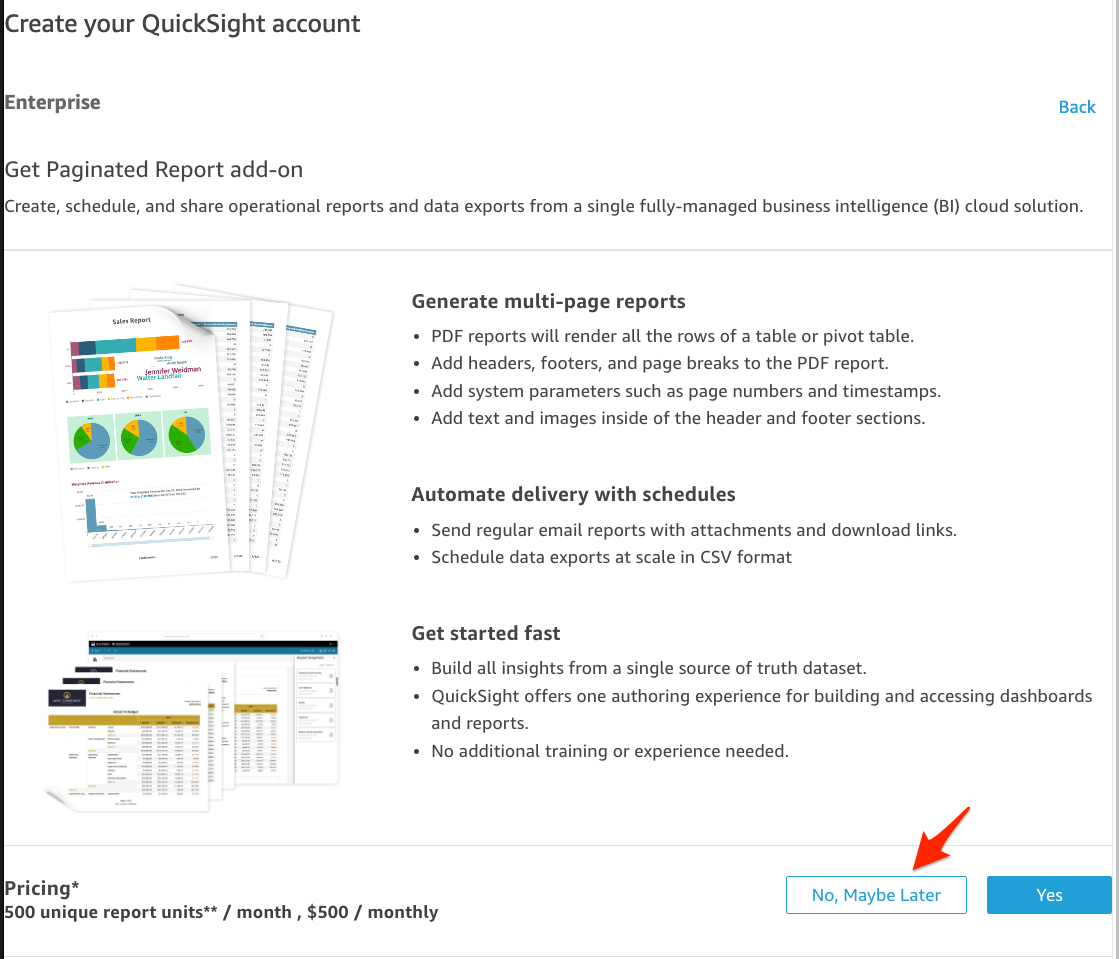 Create your QuickSight account
Enterprise
Back
Get Paginated Report add-on
Create, schedule, and share operational reports and data exports from a single fully-managed business intelligence (BI) cloud solution.
Sales Report
Jennifer Weidman
Walter Landfair
Generate multi-page reports
• PDF reports will render all the rows of a table or pivot table.
• Add headers, footers, and page breaks to the PDF report.
• Add system parameters such as page numbers and timestamps.
• Add text and images inside of the header and footer sections.
Automate delivery with schedules
• Send regular email reports with attachments and download links.
• Schedule data exports at scale in CSV format
Get started fast
• Build all insights from a single source of truth dataset.
• QuickSight offers one authoring experience for building and accessing dashboards
and reports.
• No additional training or experience needed.
Pricing*
500 unique report units** / month , $500 / monthly
No, Maybe Later
Yes